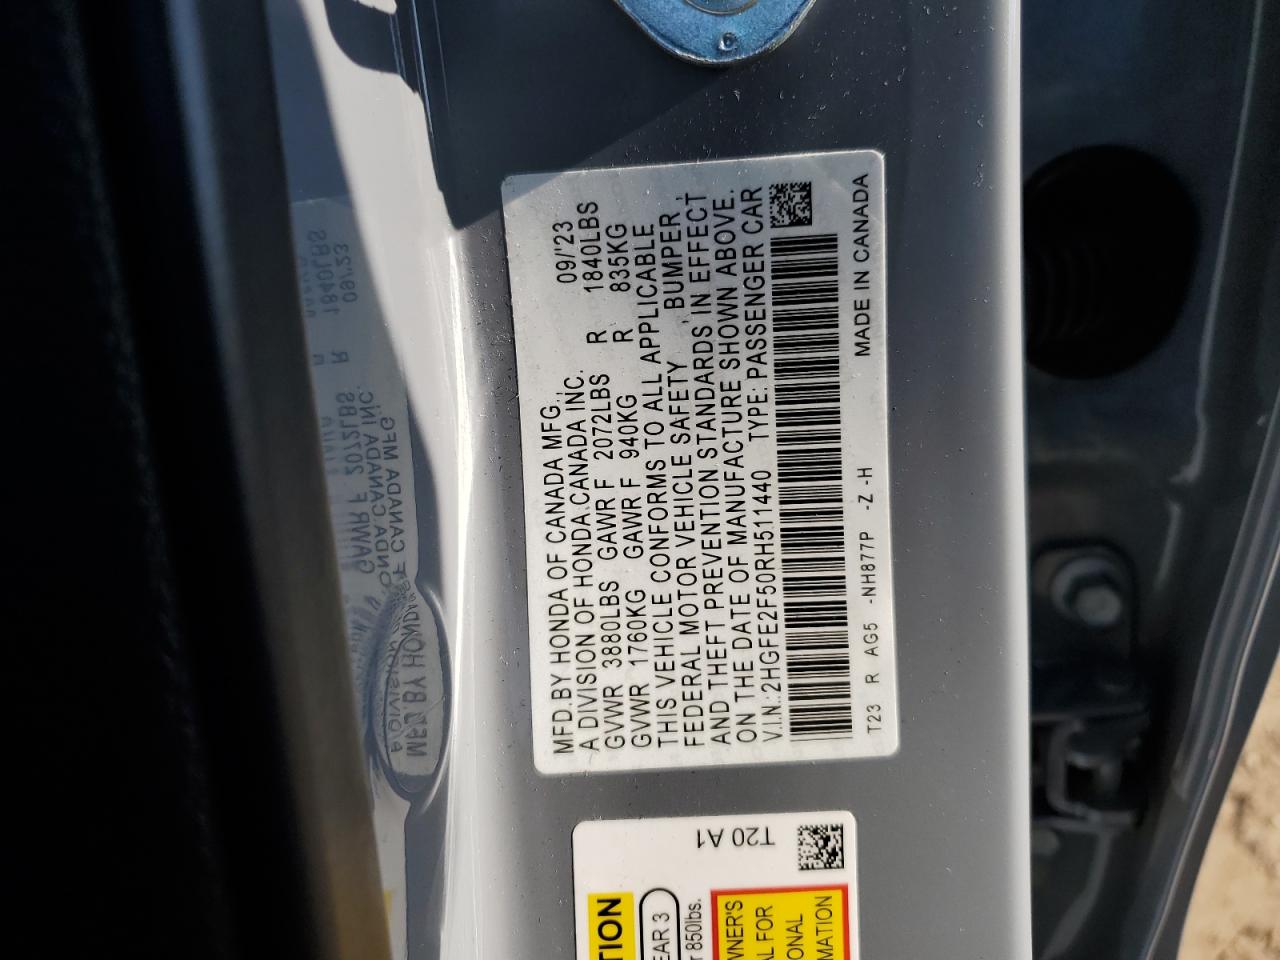 MFD.BY HONDA OF CANADA MFG., 09/'23
A DIVISION OF HONDA CANADA INC.
GVWR 3880LBS GAWR F 2072LBS R 1840LBS
GVWR 1760KG GAWR F 940KG R 835KG
THIS VEHICLE CONFORMS TO ALL APPLICABLE
FEDERAL MOTOR VEHICLE SAFETY , BUMPER ,
AND THEFT PREVENTION STANDARDS IN EFFECT
ON THE DATE OF MANUFACTURE SHOWN ABOVE.
V.I.N.:2HGFE2F50RH511440 TYPE: PASSENGER CAR
T23 R AG5 -NH877P -Z -H MADE IN CANADA
T20 A1
850lbs.